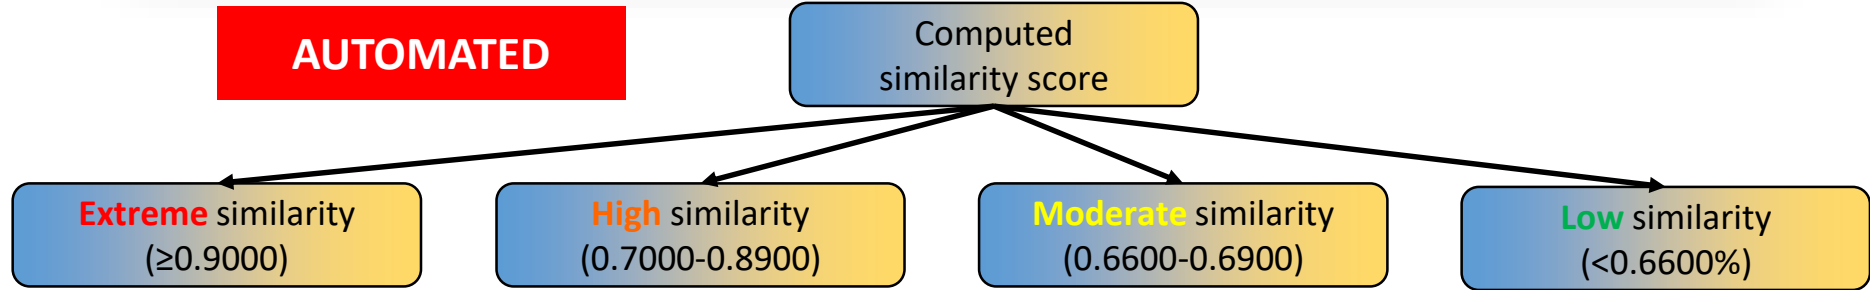 AUTOMATED
Computed
similarity score
Extreme similarity
(≥0.9000)
High similarity
(0.7000-0.8900)
Moderate similarity
(0.6600-0.6900)
Low similarity
(<0.6600%)